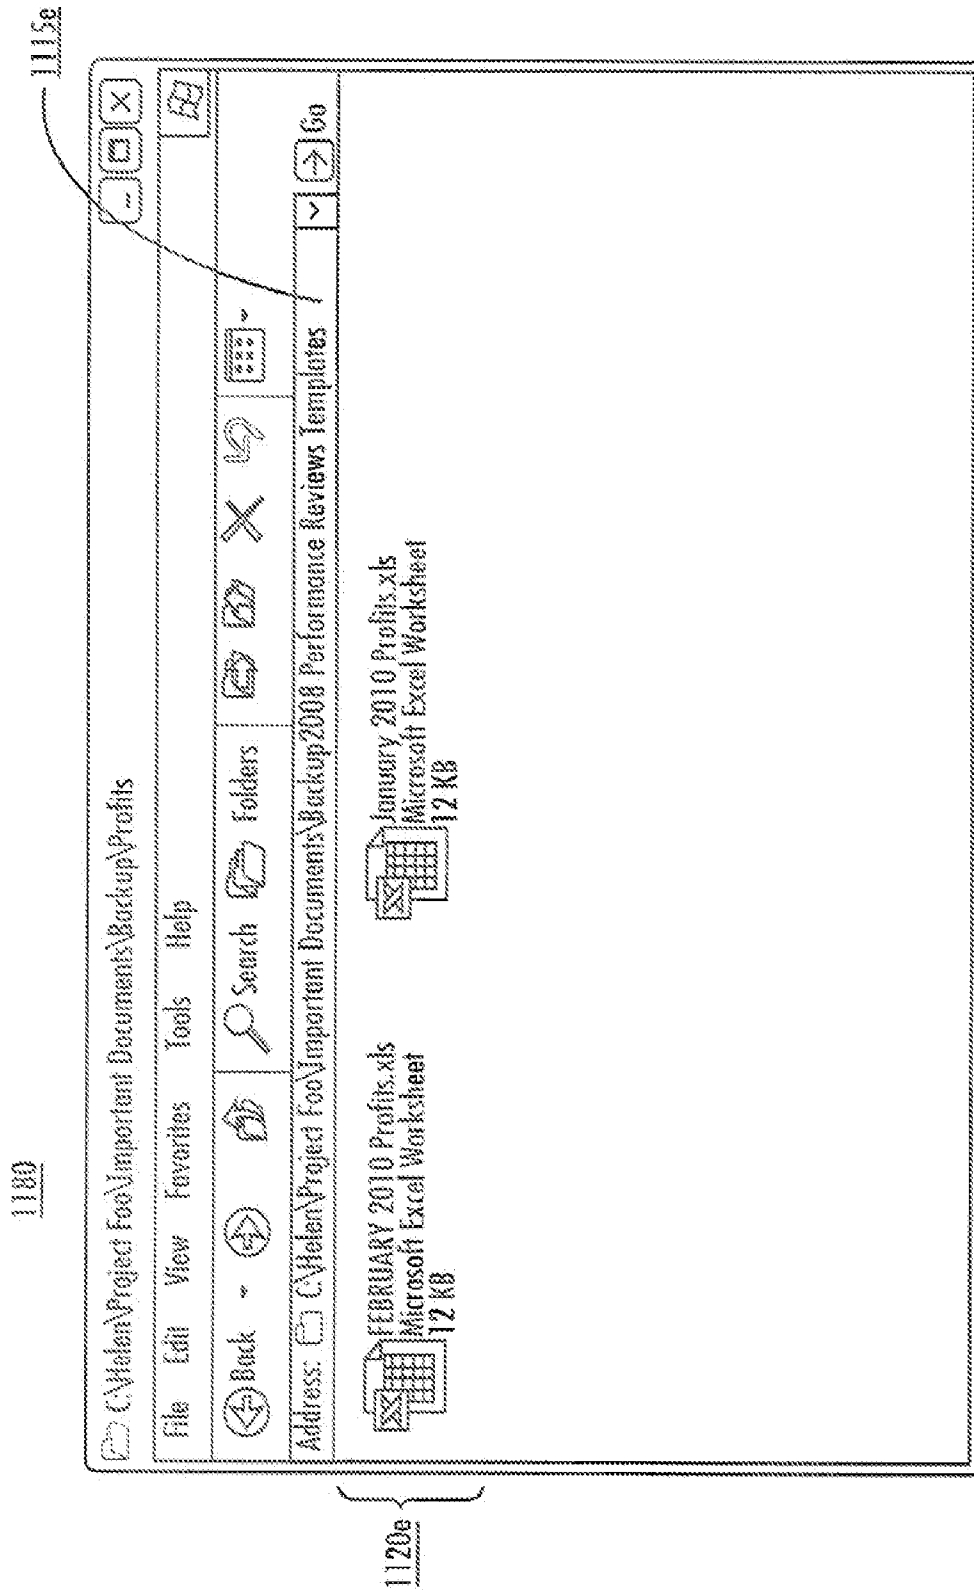 1180
1115e
C:\Helen\Project Foo\Important Documents\Backup\Profits
File Edit View Favorites Tools Help
Back Search Folders
Address: C:\Helen\Project Foo\Important Documents\Backup2008 Performance Reviews Templates Go
1120e
FEBRUARY 2010 Profits.xls
Microsoft Excel Worksheet
12 KB
January 2010 Profits.xls
Microsoft Excel Worksheet
12 KB